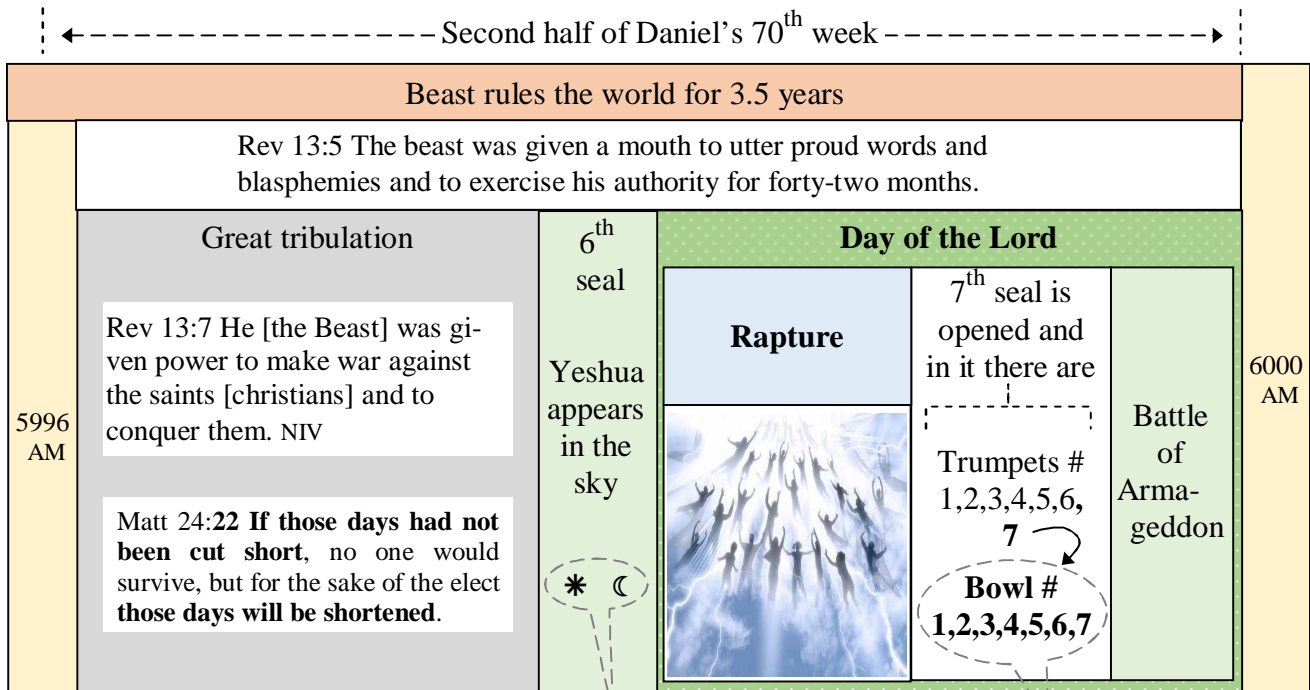 Second half of Daniel's 70th week
Beast rules the world for 3.5 years
Rev 13:5 The beast was given a mouth to utter proud words and
blasphemies and to exercise his authority for forty-two months.
5996
AM
Great tribulation
Rev 13:7 He [the Beast] was gi-
ven power to make war against
the saints [christians] and to
conquer them. NIV
Matt 24:22 If those days had not
been cut short, no one would
survive, but for the sake of the elect
those days will be shortened.
6th
seal
Yeshua
appears
in the
sky
Day of the Lord
Rapture
7th seal is
opened and
in it there are
Trumpets #
1,2,3,4,5,6,
7
Bowl #
1,2,3,4,5,6,7
Battle
of
Arma-
geddon
6000
AM